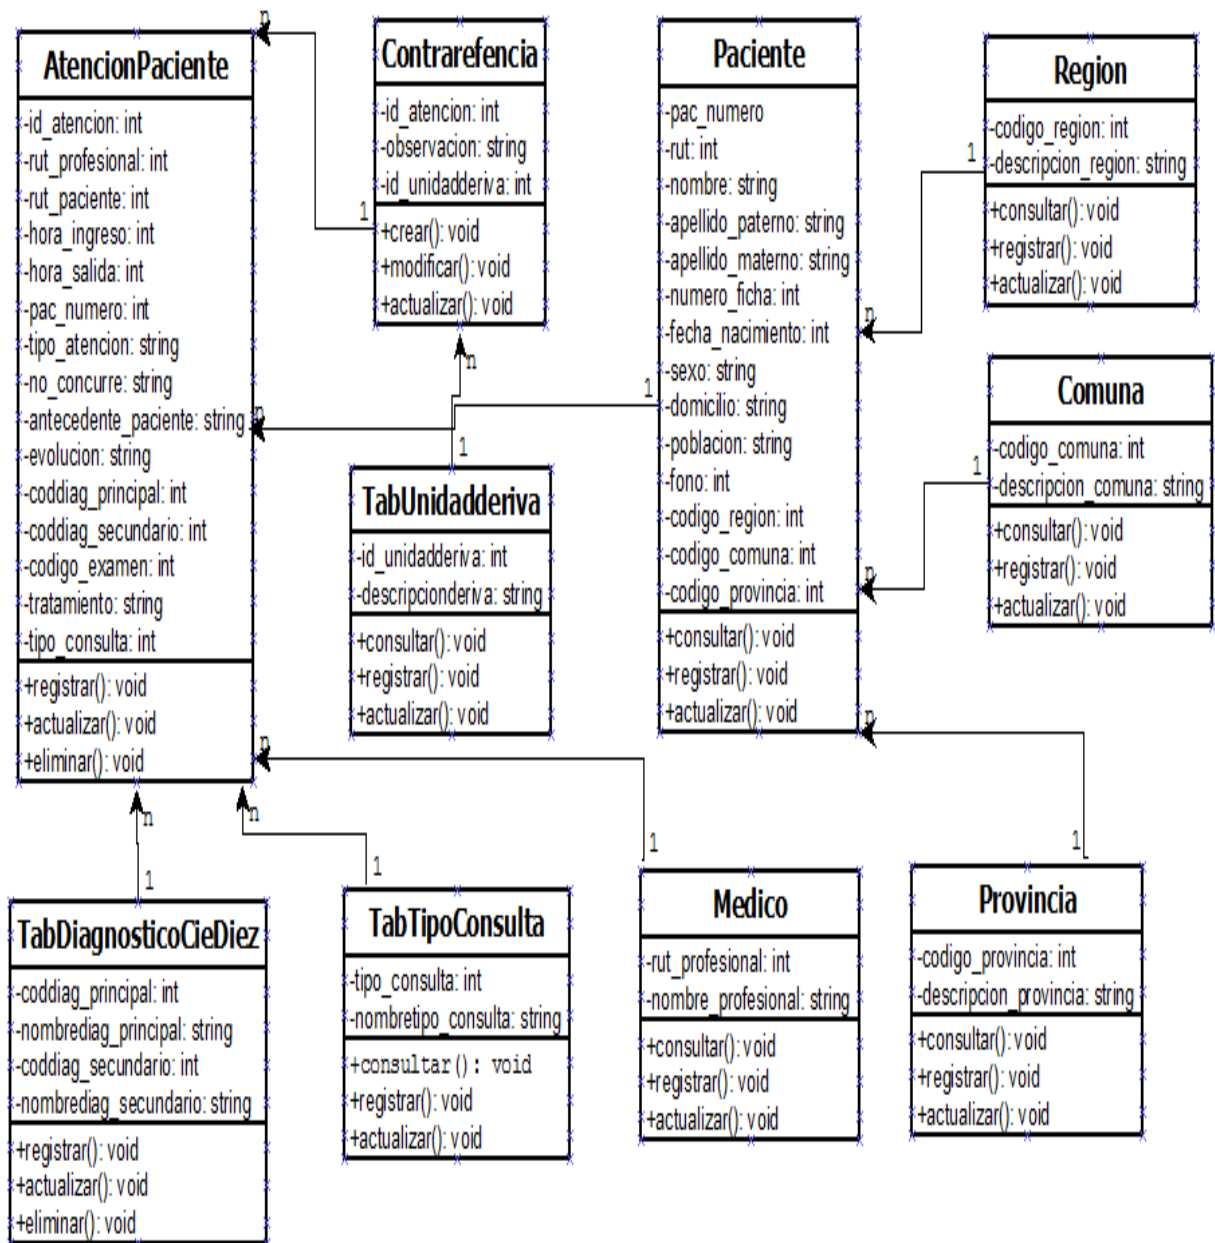 AtencionPaciente
-id_atencion: int
-rut_profesional: int
-rut_paciente: int
-hora_ingreso: int
-hora_salida: int
-pac_numero: int
-tipo_atencion: string
-no_concurre: string
-antecedente_paciente: string
-evolucion: string
-coddiag_principal: int
-coddiag_secundario: int
-codigo_examen: int
-tratamiento: string
-tipo_consulta: int
+registrar(): void
+actualizar(): void
+eliminar(): void
n
n
n
n
n
Contrarefencia
-id_atencion: int
-observacion: string
-id_unidadderiva: int
+crear(): void
+modificar(): void
+actualizar(): void
1
n
1
TabUnidadderiva
-id_unidadderiva: int
-descripcionderiva: string
+consultar(): void
+registrar(): void
+actualizar(): void
Paciente
-pac_numero
-rut: int
-nombre: string
-apellido_paterno: string
-apellido_materno: string
-numero_ficha: int
-fecha_nacimiento: int
-sexo: string
-domicilio: string
-poblacion: string
-fono: int
-codigo_region: int
-codigo_comuna: int
-codigo_provincia: int
+consultar(): void
+registrar(): void
+actualizar(): void
1
n
n
n
Region
-codigo_region: int
-descripcion_region: string
+consultar(): void
+registrar(): void
+actualizar(): void
1
Comuna
-codigo_comuna: int
-descripcion_comuna: string
+consultar(): void
+registrar(): void
+actualizar(): void
1
1
TabDiagnosticoCieDiez
-coddiag_principal: int
-nombrediag_principal: string
-coddiag_secundario: int
-nombrediag_secundario: string
+registrar(): void
+actualizar(): void
+eliminar(): void
1
TabTipoConsulta
-tipo_consulta: int
-nombretipo_consulta: string
+consultar(): void
+registrar(): void
+actualizar(): void
1
Medico
-rut_profesional: int
-nombre_profesional: string
+consultar(): void
+registrar(): void
+actualizar(): void
1
Provincia
-codigo_provincia: int
-descripcion_provincia: string
+consultar(): void
+registrar(): void
+actualizar(): void